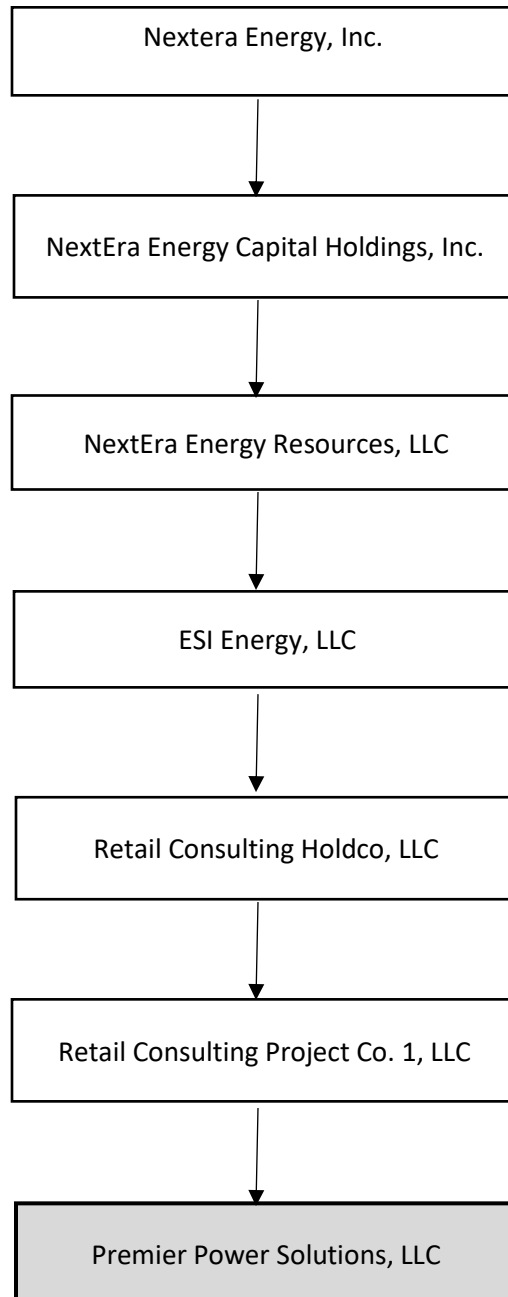 Nextera Energy, Inc.
NextEra Energy Capital Holdings, Inc.
NextEra Energy Resources, LLC
ESI Energy, LLC
Retail Consulting Holdco, LLC
Retail Consulting Project Co. 1, LLC
Premier Power Solutions, LLC